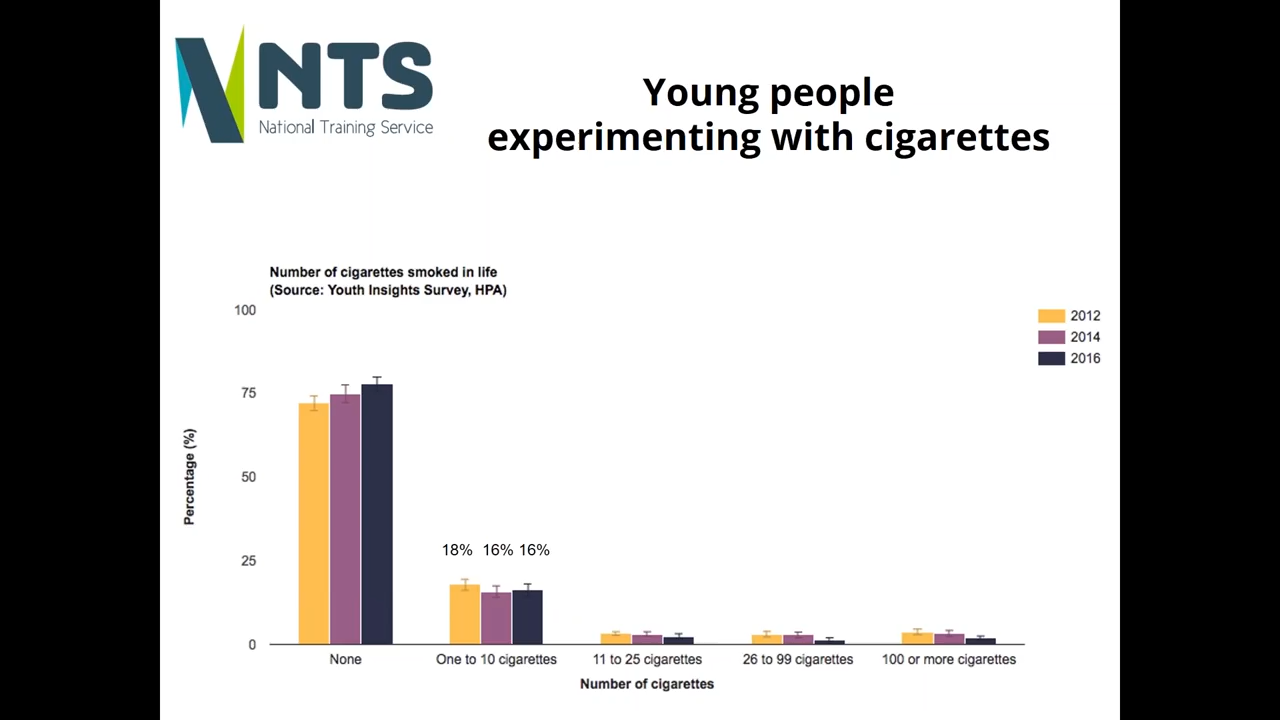 NTS
National Training Service
Young people
experimenting with cigarettes
Number of cigarettes smoked in life
(Source: Youth Insights Survey, HPA)
100
75
50
25
0
Percentage (%)
2012
2014
2016
18% 16% 16%
None
One to 10 cigarettes
11 to 25 cigarettes
26 to 99 cigarettes
100 or more cigarettes
Number of cigarettes